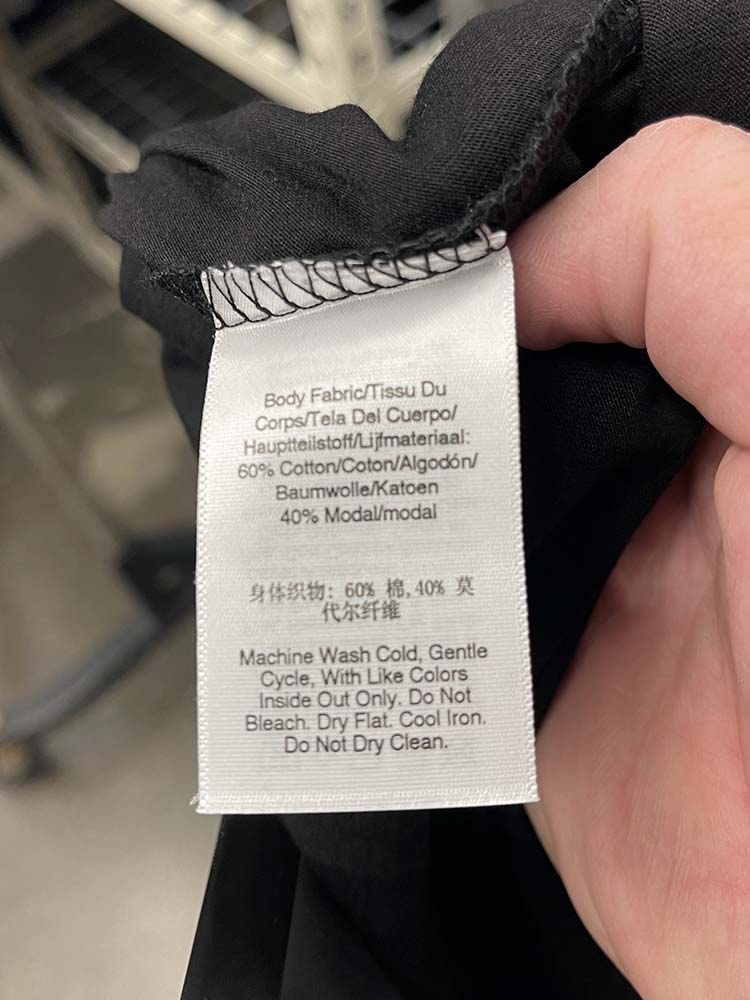 Body Fabric/Tissu Du
Corps/Tela Del Cuerpo/
Hauptteilstoff/Lijfmateriaal:
60% Cotton/Coton/Algodón/
Baumwolle/Katoen
40% Modal/modal
身体织物: 60% 棉,40% 莫
代尔纤维
Machine Wash Cold, Gentle
Cycle, With Like Colors
Inside Out Only. Do Not
Bleach. Dry Flat. Cool Iron.
Do Not Dry Clean.